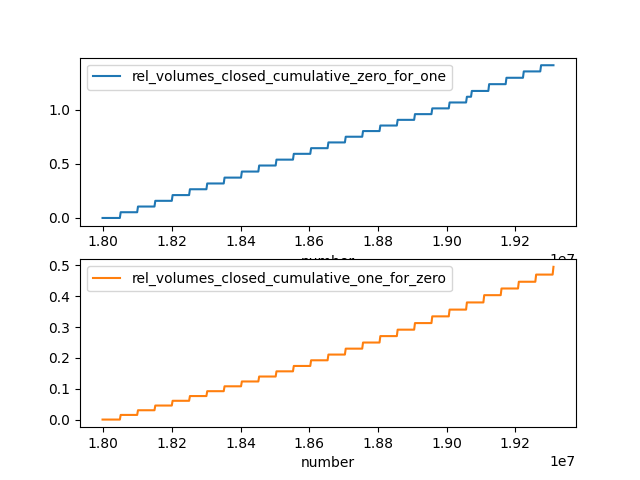 rel_volumes_closed_cumulative_zero_for_one
1.0
0.5
0.0
1.80 1.82 1.84 1.86 1.88 1.90 1.92
number 1e7
rel_volumes_closed_cumulative_one_for_zero
0.5
0.4
0.3
0.2
0.1
0.0
1.80 1.82 1.84 1.86 1.88 1.90 1.92
number 1e7